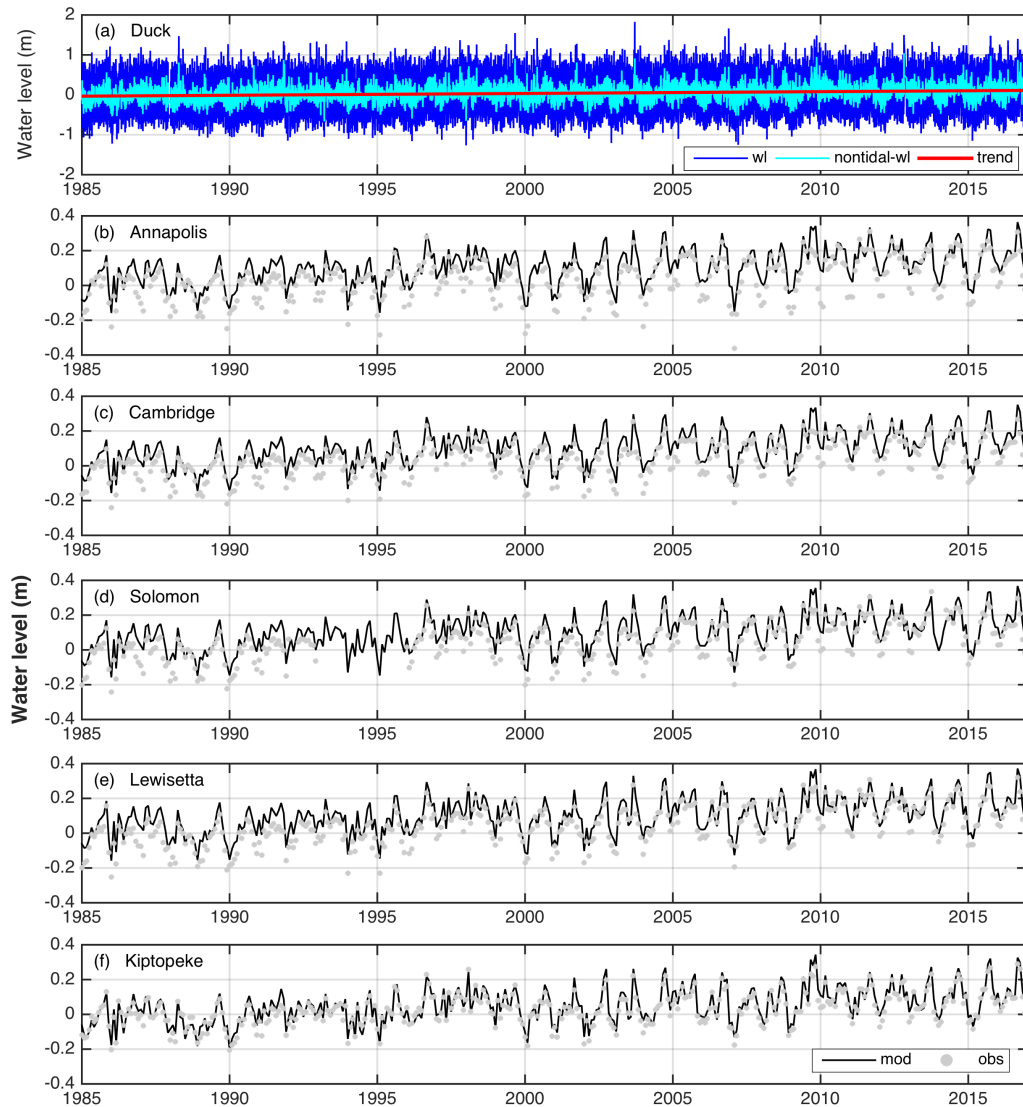 (a) Duck
Water level (m)
2
1
0
-1
-2
wl nontidal-wl trend
1985 1990 1995 2000 2005 2010 2015
(b) Annapolis
0.4
0.2
0
-0.2
-0.4
1985 1990 1995 2000 2005 2010 2015
(c) Cambridge
0.4
0.2
0
-0.2
-0.4
1985 1990 1995 2000 2005 2010 2015
Water level (m)
(d) Solomon
0.4
0.2
0
-0.2
-0.4
1985 1990 1995 2000 2005 2010 2015
(e) Lewisetta
0.4
0.2
0
-0.2
-0.4
1985 1990 1995 2000 2005 2010 2015
(f) Kiptopeke
0.4
0.2
0
-0.2
-0.4
mod obs
1985 1990 1995 2000 2005 2010 2015